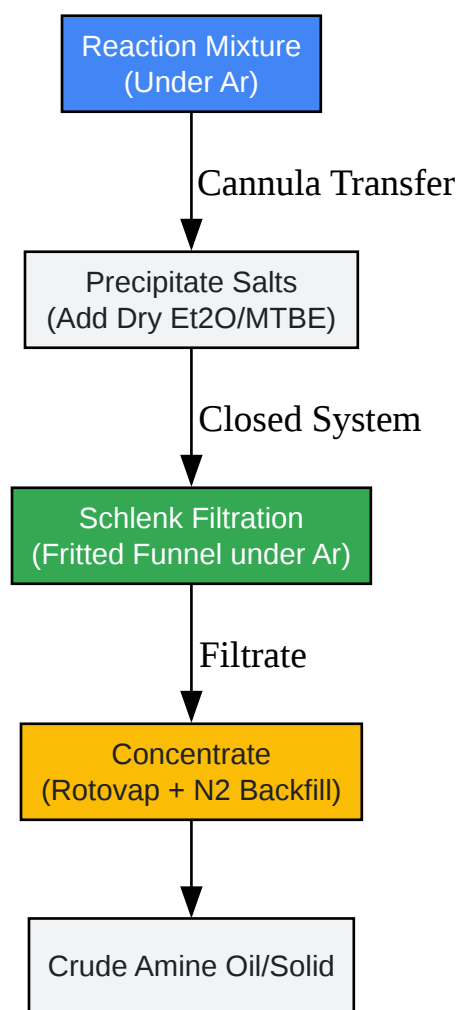 Reaction Mixture
(Under Ar)
Cannula Transfer
Precipitate Salts
(Add Dry Et2O/MTBE)
Closed System
Schlenk Filtration
(Fritted Funnel under Ar)
Filtrate
Concentrate
(Rotovap + N2 Backfill)
Crude Amine Oil/Solid